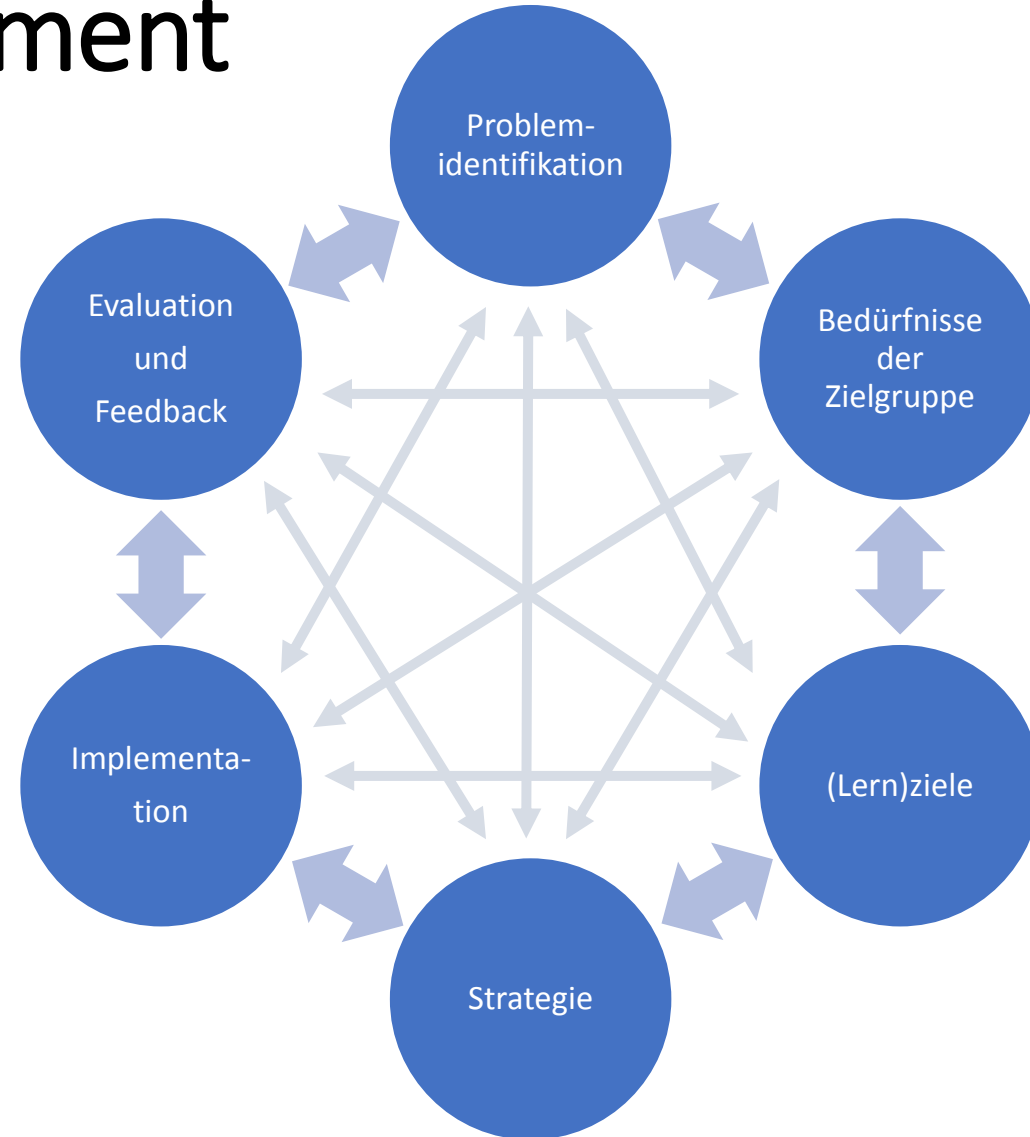 ment
Problem-
identifikation
Bedürfnisse
der
Zielgruppe
(Lern)ziele
Strategie
Implementa-
tion
Evaluation
und
Feedback